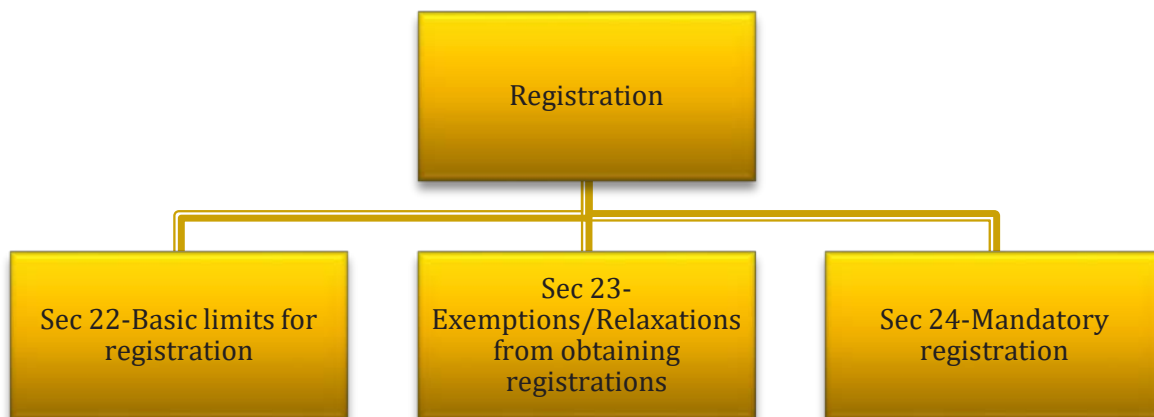 Registration
Sec 22-Basic limits for
registration
Sec 23-
Exemptions/Relaxations
from obtaining
registrations
Sec 24-Mandatory
registration